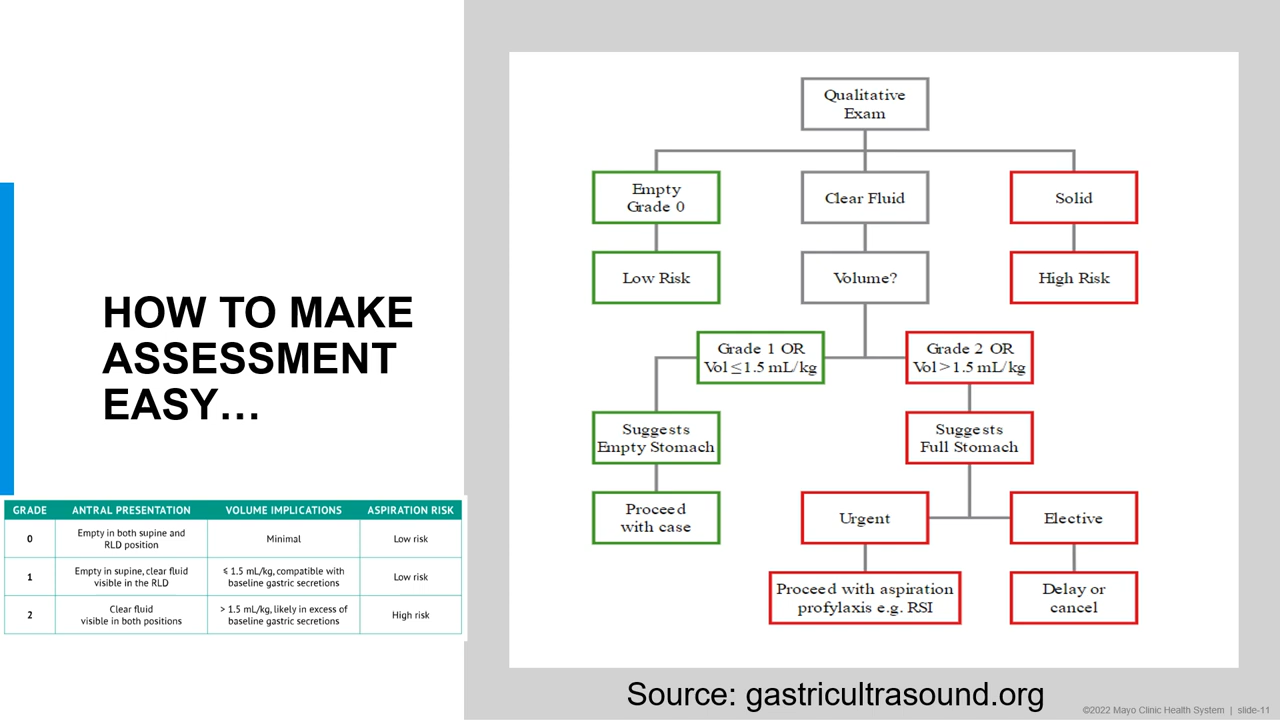 HOW TO MAKE
ASSESSMENT
EASY…
GRADE ANTRAL PRESENTATION VOLUME IMPLICATIONS ASPIRATION RISK
0
Empty in both supine and
RLD position
Minimal
Low risk
1
Empty in supine, clear fluid
visible in the RLD
≤ 1.5 mL/kg, compatible with
baseline gastric secretions
Low risk
2
Clear fluid
visible in both positions
> 1.5 mL/kg, likely in excess of
baseline gastric secretions
High risk
Qualitative
Exam
Empty
Grade 0
Clear Fluid
Solid
Low Risk
Volume?
High Risk
Grade 1 OR
Vol ≤1.5 mL/kg
Grade 2 OR
Vol >1.5 mL/kg
Suggests
Empty Stomach
Suggests
Full Stomach
Proceed
with case
Urgent
Elective
Proceed with aspiration
profylaxis e.g. RSI
Delay or
cancel
Source: gastricultrasound.org
©2022 Mayo Clinic Health System | slide-11